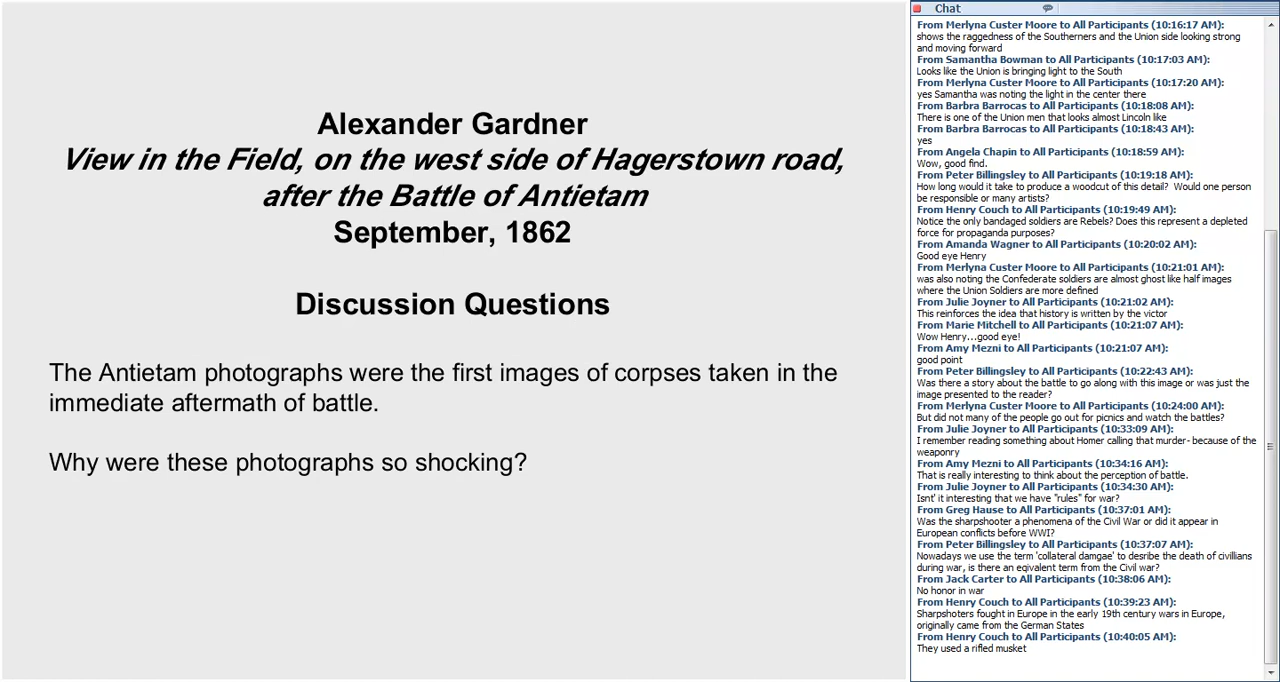 Alexander Gardner
View in the Field, on the west side of Hagerstown road,
after the Battle of Antietam
September, 1862
Discussion Questions
The Antietam photographs were the first images of corpses taken in the
immediate aftermath of battle.
Why were these photographs so shocking?
Chat
From Merlyna Custer Moore to All Participants (10:16:17 AM):
shows the raggedness of the Southerners and the Union side looking strong
and moving forward
From Samantha Bowman to All Participants (10:17:03 AM):
Looks like the Union is bringing light to the South
From Merlyna Custer Moore to All Participants (10:17:20 AM):
yes Samantha was noting the light in the center there
From Barbra Barrocas to All Participants (10:18:08 AM):
There is one of the Union men that looks almost Lincoln like
From Barbra Barrocas to All Participants (10:18:43 AM):
yes
From Angela Chapin to All Participants (10:18:59 AM):
Wow, good find.
From Peter Billingsley to All Participants (10:19:18 AM):
How long would it take to produce a woodcut of this detail? Would one person
be responsible or many artists?
From Henry Couch to All Participants (10:19:49 AM):
Notice the only bandaged soldiers are Rebels? Does this represent a depleted
force for propaganda purposes?
From Amanda Wagner to All Participants (10:20:02 AM):
Good eye Henry
From Merlyna Custer Moore to All Participants (10:21:01 AM):
was also noting the Confederate soldiers are almost ghost like half images
where the Union Soldiers are more defined
From Julie Joyner to All Participants (10:21:02 AM):
This reinforces the idea that history is written by the victor
From Marie Mitchell to All Participants (10:21:07 AM):
Wow Henry...good eye!
From Amy Mezni to All Participants (10:21:07 AM):
good point
From Peter Billingsley to All Participants (10:22:43 AM):
Was there a story about the battle to go along with this image or was just the
image presented to the reader?
From Merlyna Custer Moore to All Participants (10:24:00 AM):
But did not many of the people go out for picnics and watch the battles?
From Julie Joyner to All Participants (10:33:09 AM):
I remember reading something about Homer calling that murder- because of the
weaponry
From Amy Mezni to All Participants (10:34:16 AM):
That is really interesting to think about the perception of battle.
From Julie Joyner to All Participants (10:34:30 AM):
Isnt' it interesting that we have "rules" for war?
From Greg Hause to All Participants (10:37:01 AM):
Was the sharpshooter a phenomena of the Civil War or did it appear in
European conflicts before WWI?
From Peter Billingsley to All Participants (10:37:07 AM):
Nowadays we use the term 'collateral damgae' to desribe the death of civllians
during war, is there an eqivalent term from the Civil war?
From Jack Carter to All Participants (10:38:06 AM):
No honor in war
From Henry Couch to All Participants (10:39:23 AM):
Sharpshoters fought in Europe in the early 19th century wars in Europe,
originally came from the German States
From Henry Couch to All Participants (10:40:05 AM):
They used a rifled musket